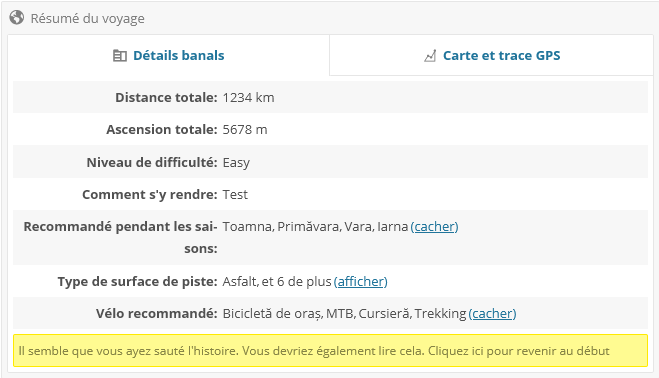 Résumé du voyage
Détails banals
Carte et trace GPS
Distance totale: 1234 km
Ascension totale: 5678 m
Niveau de difficulté: Easy
Comment s'y rendre: Test
Recommandé pendant les sai-
sons: Toamna, Primăvara, Vara, Iarna (cacher)
Type de surface de piste: Asfalt, et 6 de plus (afficher)
Vélo recommandé: Bicicletă de oraș, MTB, Cursieră, Trekking (cacher)
Il semble que vous ayez sauté l'histoire. Vous devriez également lire cela. Cliquez ici pour revenir au début